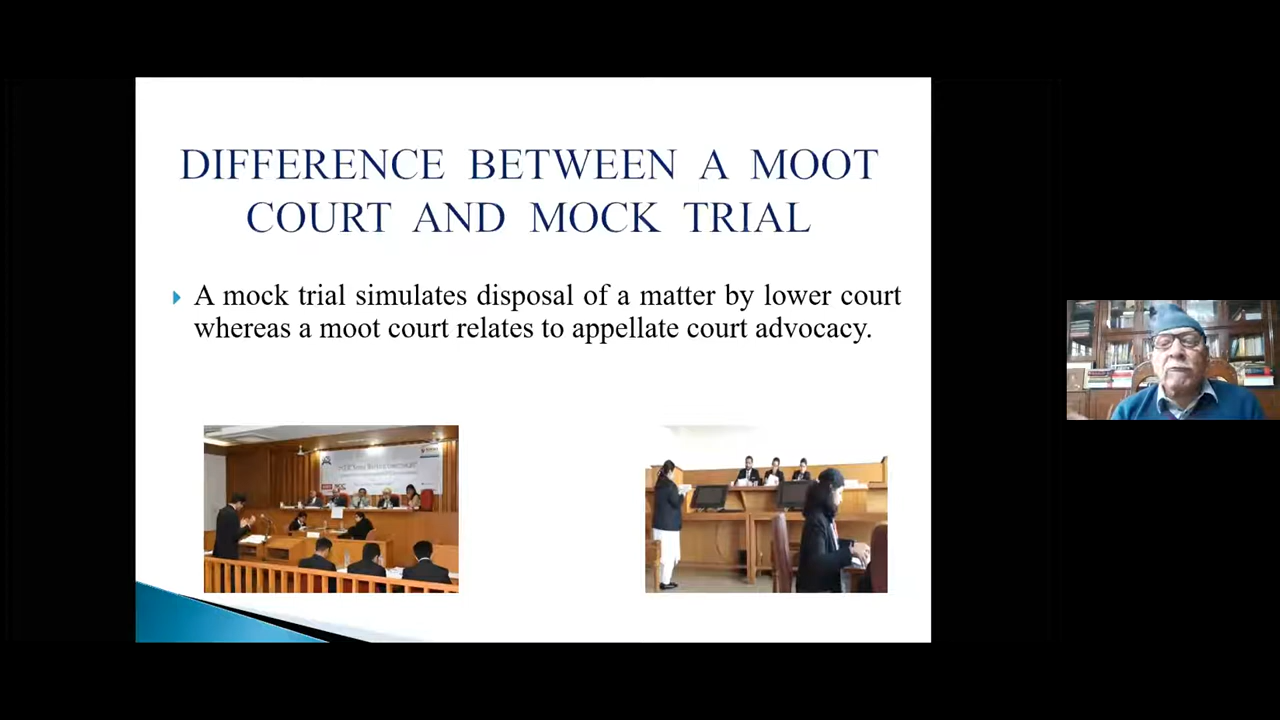 DIFFERENCE BETWEEN A MOOT
COURT AND MOCK TRIAL
A mock trial simulates disposal of a matter by lower court
whereas a moot court relates to appellate court advocacy.